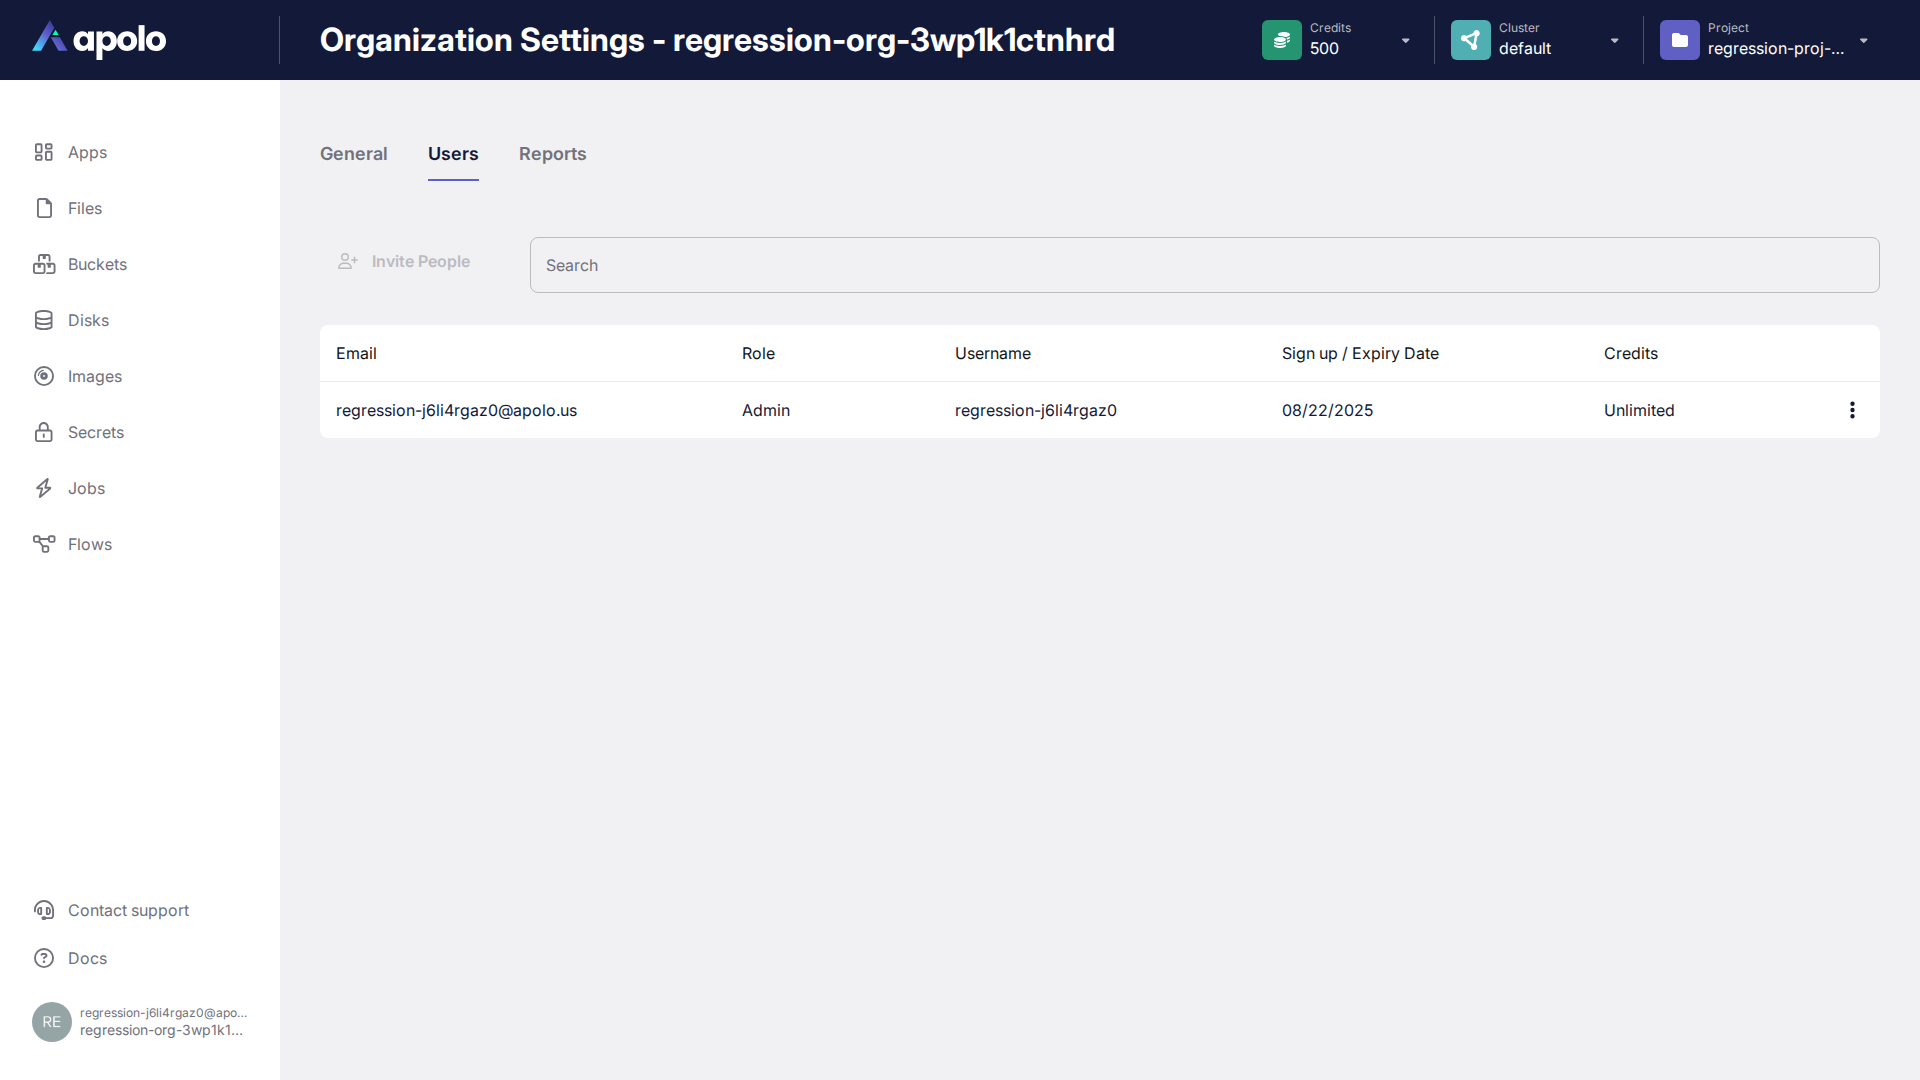 apolo
Organization Settings - regression-org-3wp1k1ctnhrd
Credits
500
Cluster
default
Project
regression-proj-...
Apps
Files
Buckets
Disks
Images
Secrets
Jobs
Flows
Contact support
Docs
RE
regression-j6li4rgaz0@apo...
regression-org-3wp1k1...
General Users Reports
Invite People
Search
Email Role Username Sign up / Expiry Date Credits
regression-j6li4rgaz0@apolo.us Admin regression-j6li4rgaz0 08/22/2025 Unlimited